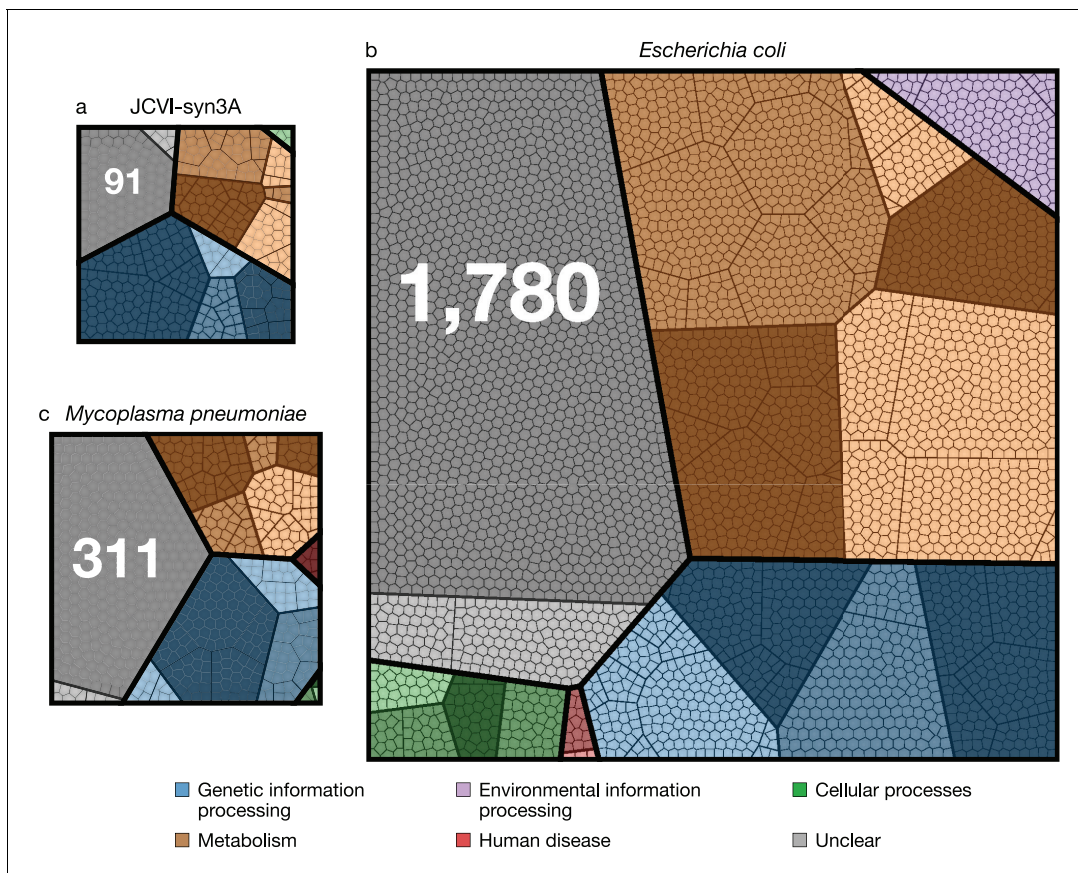 a JCVI-syn3A
91
b Escherichia coli
1,780
c Mycoplasma pneumoniae
311
Genetic information
processing
Environmental information
processing
Cellular processes
Metabolism
Human disease
Unclear